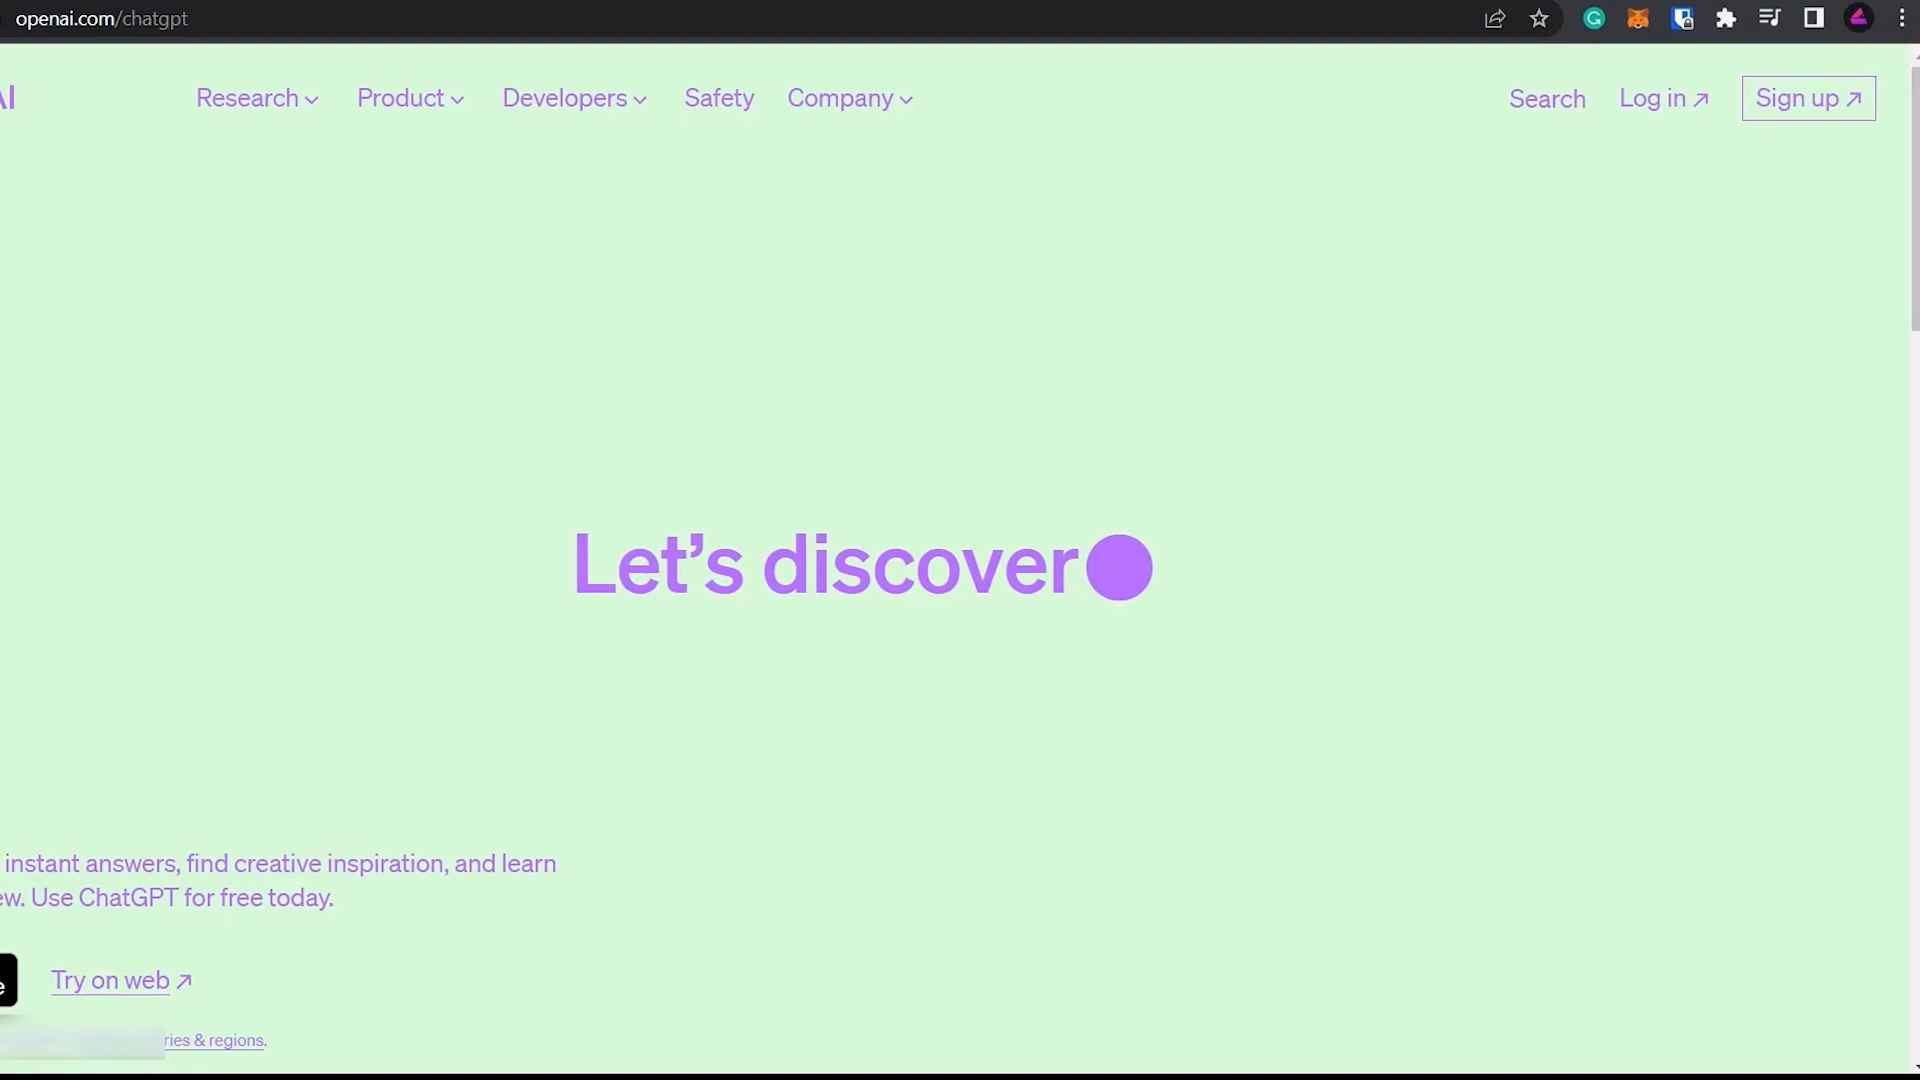 openai.com/chatgpt
AI
Research
Product
Developers
Safety
Company
Search
Log in
Sign up
Let’s discover
instant answers, find creative inspiration, and learn
ew. Use ChatGPT for free today.
e
Try on web
ries & regions.